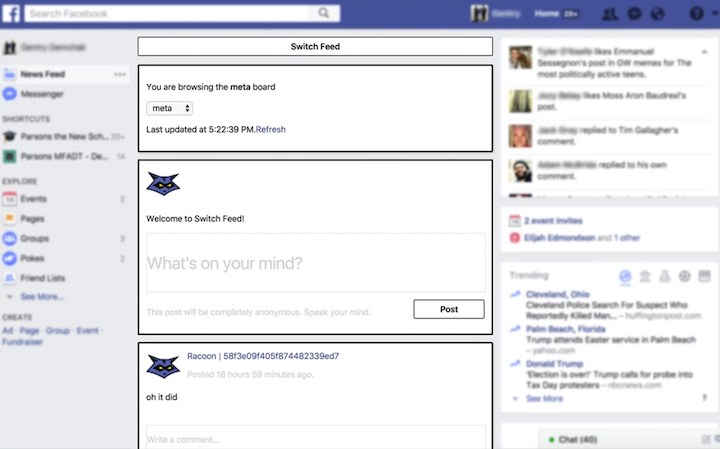 f
Search Facebook
Home 20+
?
News Feed
Messenger
SHORTCUTS
Parsons the New Sch... 20+
Parsons MFADT - De... 14
EXPLORE
Events 2
Pages
Groups 3
Pokes 2
Friend Lists
See More...
CREATE
Ad · Page · Group · Event ·
Fundraiser
Switch Feed
You are browsing the meta board
meta
Last updated at 5:22:39 PM.Refresh
Welcome to Switch Feed!
What's on your mind?
This post will be completely anonymous. Speak your mind.
Post
Racoon | 58f3e09f405f874482339ed7
Posted 18 hours 59 minutes ago.
oh it did
Write a comment...
likes Emmanuel
Sessegnon's post in GW memes for The
most politically active teens.
likes Moss Aron Baudrexl's
post.
replied to Tim Gallagher's
comment.
replied to his own
comment.
2 event invites
Elijah Edmondson and 1 other
Trending
Cleveland, Ohio
Cleveland Police Search For Suspect Who
Reportedly Killed Man... – huffingtonpost.com
Palm Beach, Florida
Trump attends Easter service in Palm Beach
– yahoo.com
Donald Trump
'Election is over!' Trump calls for probe into
Tax Day protesters – nbcnews.com
See More ?
Chat (40)